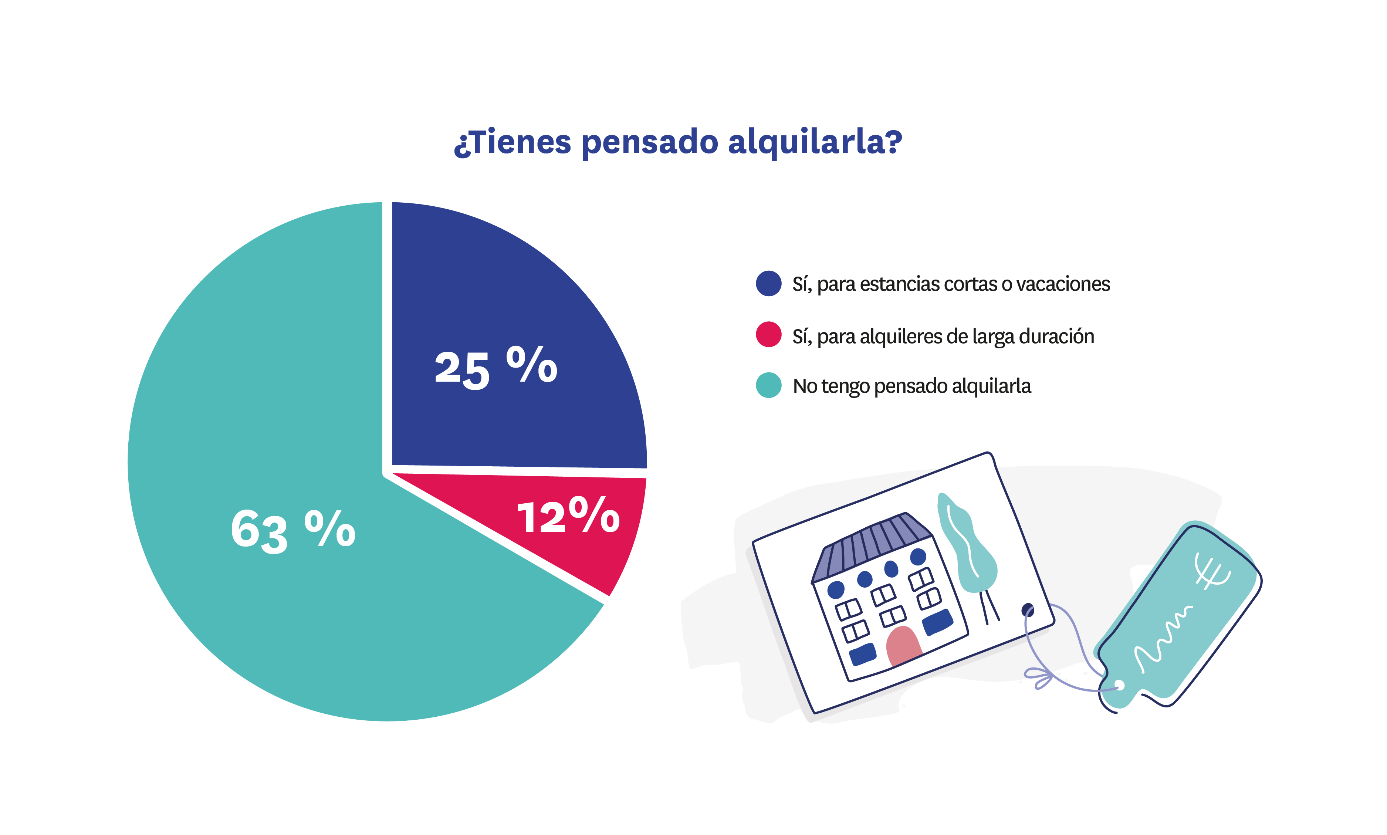 ¿Tienes pensado alquilarla?
25 %
12%
63 %
Sí, para estancias cortas o vacaciones
Sí, para alquileres de larga duración
No tengo pensado alquilarla